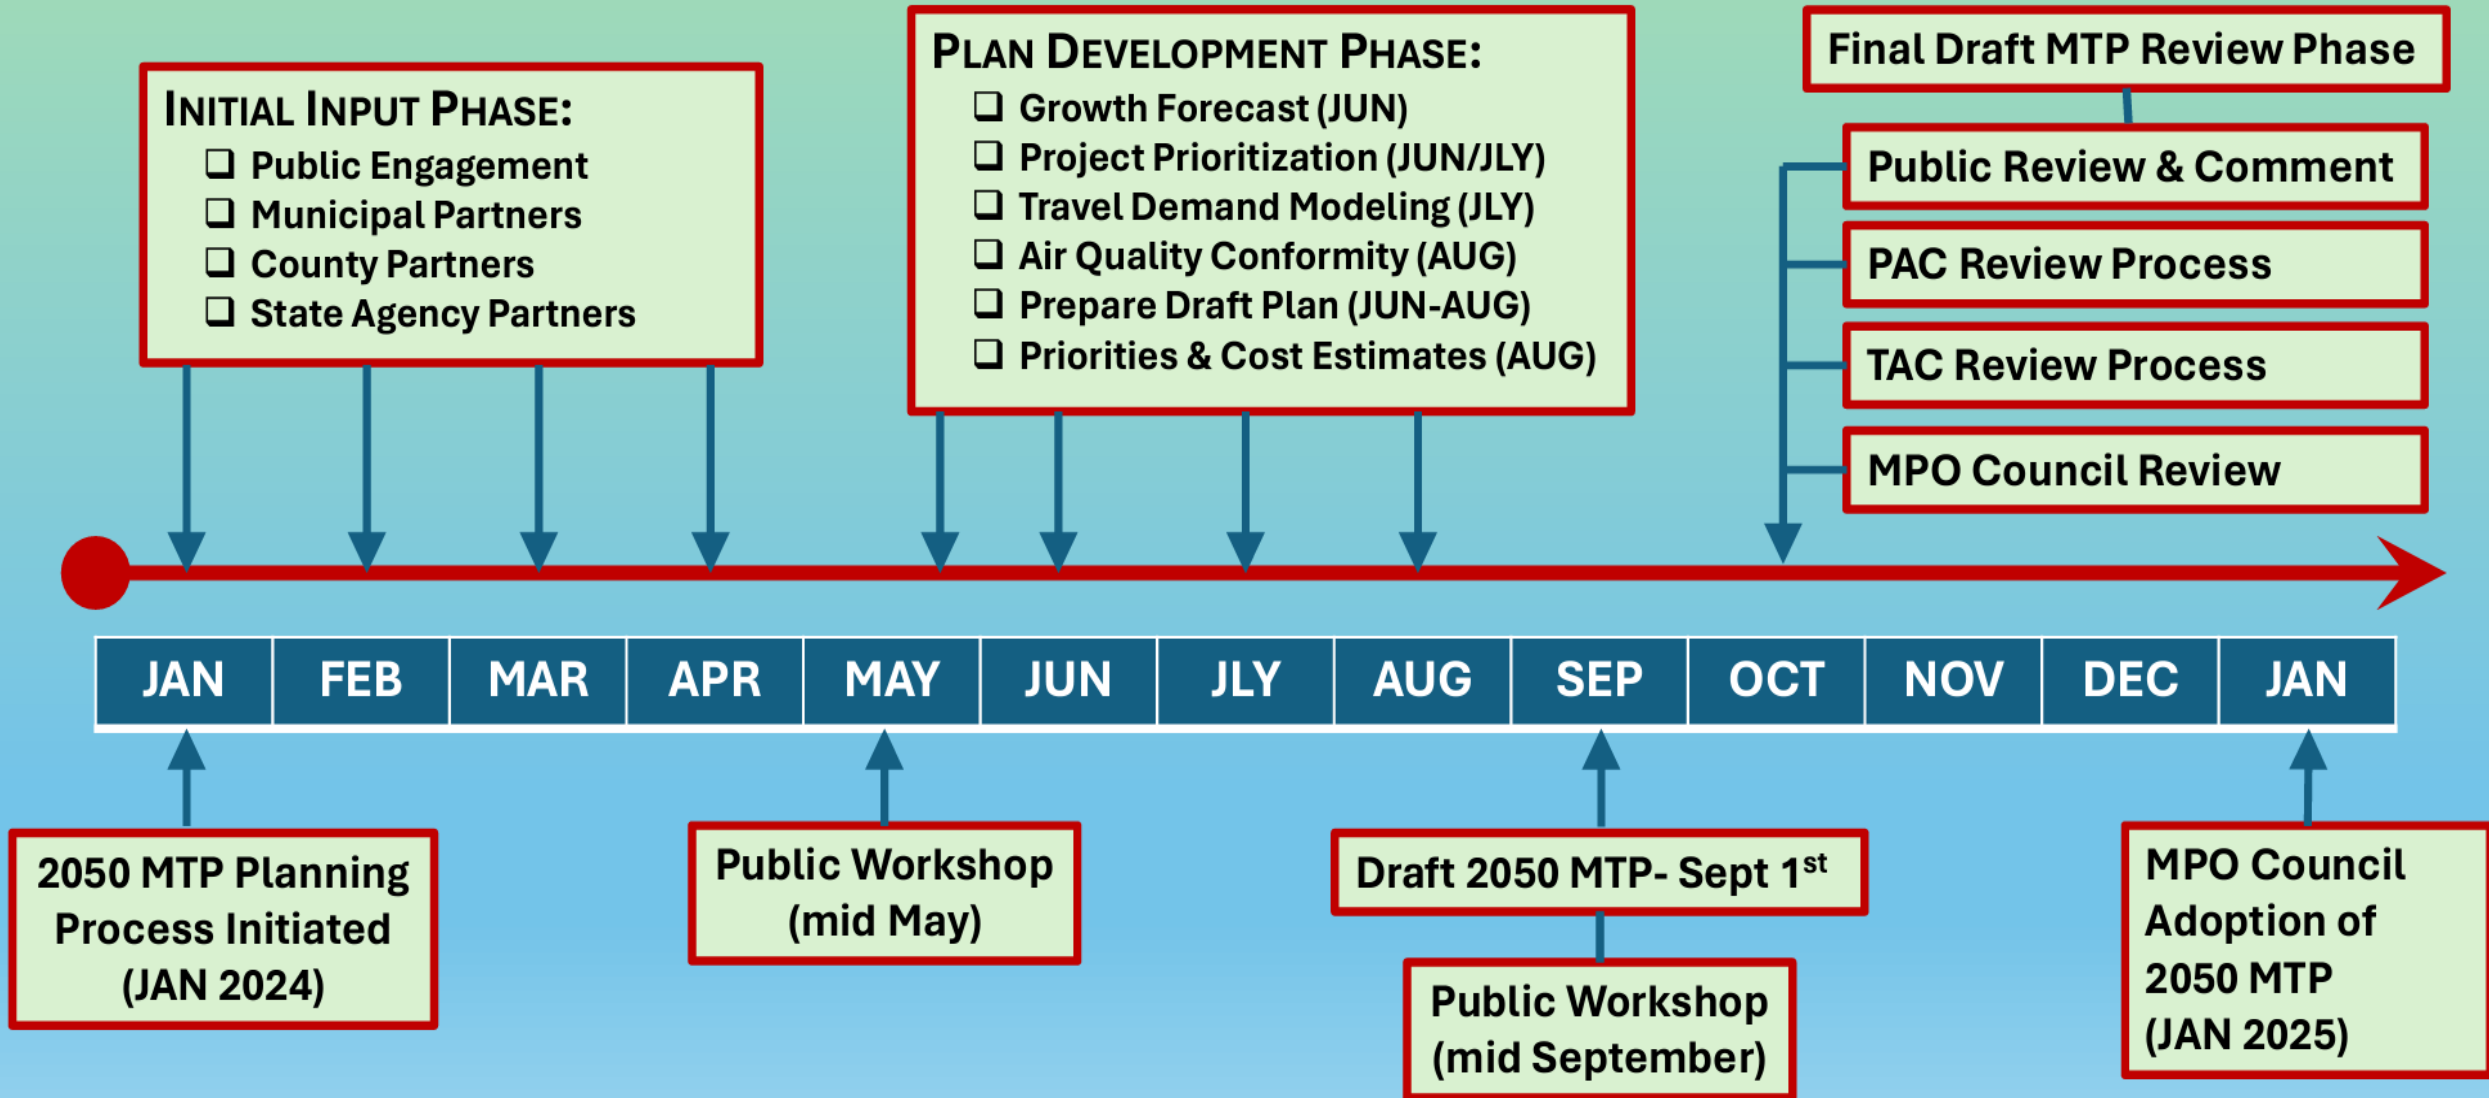 INITIAL INPUT PHASE:
❑ Public Engagement
❑ Municipal Partners
❑ County Partners
❑ State Agency Partners
PLAN DEVELOPMENT PHASE:
❑ Growth Forecast (JUN)
❑ Project Prioritization (JUN/JLY)
❑ Travel Demand Modeling (JLY)
❑ Air Quality Conformity (AUG)
❑ Prepare Draft Plan (JUN-AUG)
❑ Priorities & Cost Estimates (AUG)
Final Draft MTP Review Phase
Public Review & Comment
PAC Review Process
TAC Review Process
MPO Council Review
JAN FEB MAR APR MAY JUN JLY AUG SEP OCT NOV DEC JAN
2050 MTP Planning
Process Initiated
(JAN 2024)
Public Workshop
(mid May)
Draft 2050 MTP- Sept 1st
Public Workshop
(mid September)
MPO Council
Adoption of
2050 MTP
(JAN 2025)